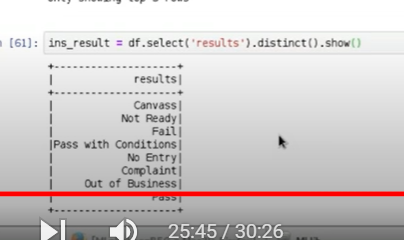 only showing top 5 rows
In [61]: ins_result = df.select('results').distinct().show()
+-------------------+
|            results|
+-------------------+
|            Canvass|
|          Not Ready|
|               Fail|
|Pass with Conditions|
|           No Entry|
|          Complaint|
|    Out of Business|
|               Pass|
+-------------------+
25:45 / 30:26